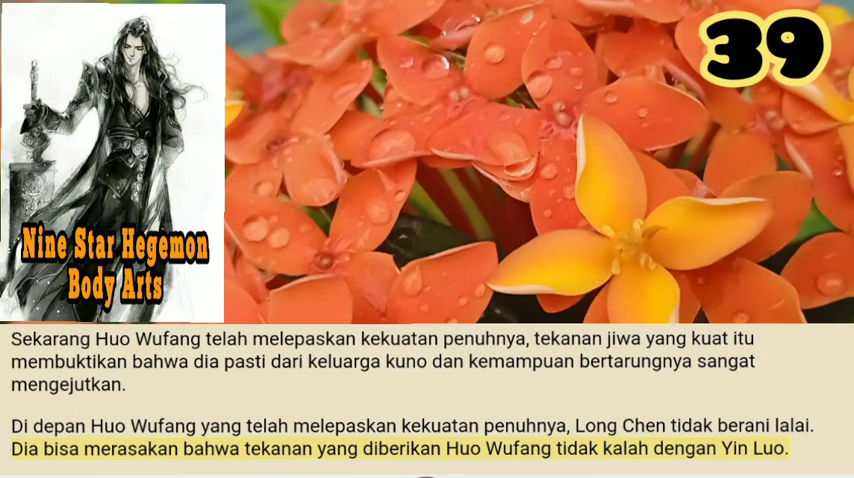 39
Nine Star Hegemon
Body Arts
Sekarang Huo Wufang telah melepaskan kekuatan penuhnya, tekanan jiwa yang kuat itu
membuktikan bahwa dia pasti dari keluarga kuno dan kemampuan bertarungnya sangat
mengejutkan.
Di depan Huo Wufang yang telah melepaskan kekuatan penuhnya, Long Chen tidak berani lalai.
Dia bisa merasakan bahwa tekanan yang diberikan Huo Wufang tidak kalah dengan Yin Luo.